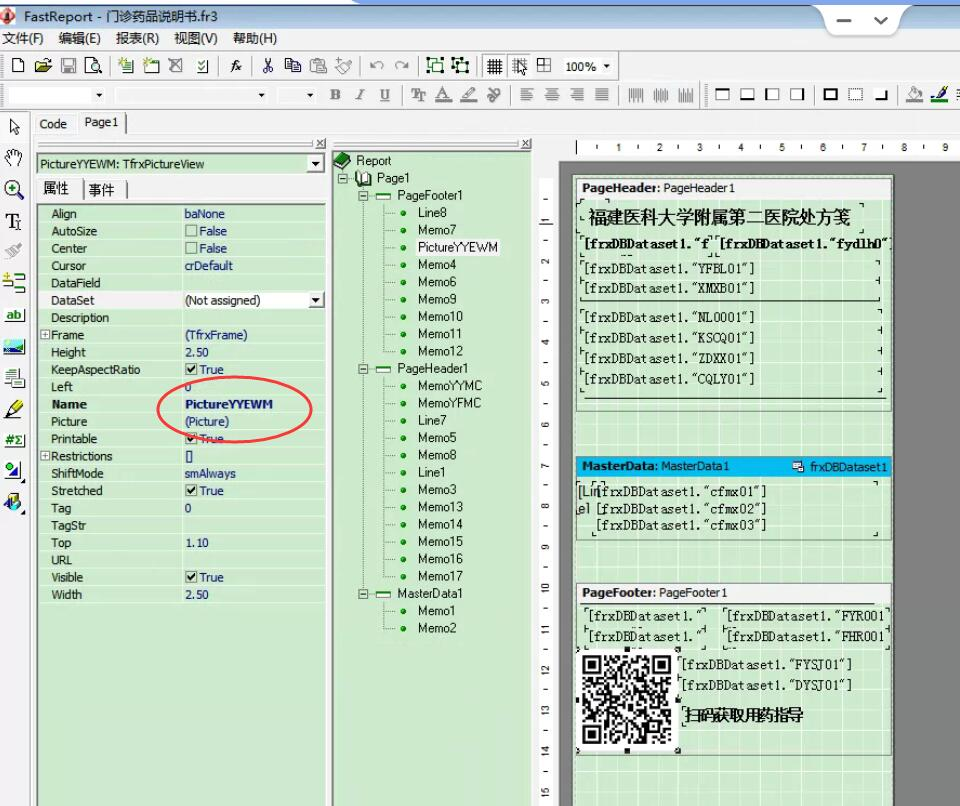 FastReport - 门诊药品说明书.fr3
文件(F) 编辑(E) 报表(R) 视图(V) 帮助(H)
100%
B I U
Code Page1
PictureYYEWM: TfrxPictureView
属性 事件
Align baNone
AutoSize False
Center False
Cursor crDefault
DataField
DataSet (Not assigned)
Description
Frame (TfrxFrame)
Height 2.50
KeepAspectRatio True
Left 0
Name PictureYYEWM
Picture (Picture)
Printable True
Restrictions []
ShiftMode smAlways
Stretched True
Tag 0
TagStr
Top 1.10
URL
Visible True
Width 2.50
Report
Page1
PageFooter1
Line8
Memo7
PictureYYEWM
Memo4
Memo6
Memo9
Memo10
Memo11
Memo12
PageHeader1
MemoYYMC
MemoYFMC
Line7
Memo5
Memo8
Line1
Memo3
Memo13
Memo14
Memo15
Memo16
Memo17
MasterData1
Memo1
Memo2
1 2 3 4 5 6 7 8 9
1
2
3
4
5
6
7
8
9
10
11
12
13
14
15
PageHeader: PageHeader1
福建医科大学附属第二医院处方笺
[frxDBDataset1."f [frxDBDataset1."fydlh0"
[frxDBDataset1."YFBL01"]
[frxDBDataset1."XMXB01"]
[frxDBDataset1."NL0001"]
[frxDBDataset1."KSCQ01"]
[frxDBDataset1."ZDXX01"]
[frxDBDataset1."CQLY01"]
MasterData: MasterData1 frxDBDataset1
[Lin [frxDBDataset1."cfmx01"]
e] [frxDBDataset1."cfmx02"]
[frxDBDataset1."cfmx03"]
PageFooter: PageFooter1
[frxDBDataset1." [frxDBDataset1."FYR001
[frxDBDataset1." [frxDBDataset1."FHR001
[frxDBDataset1."FYSJ01"]
[frxDBDataset1."DYSJ01"]
扫码获取用药指导